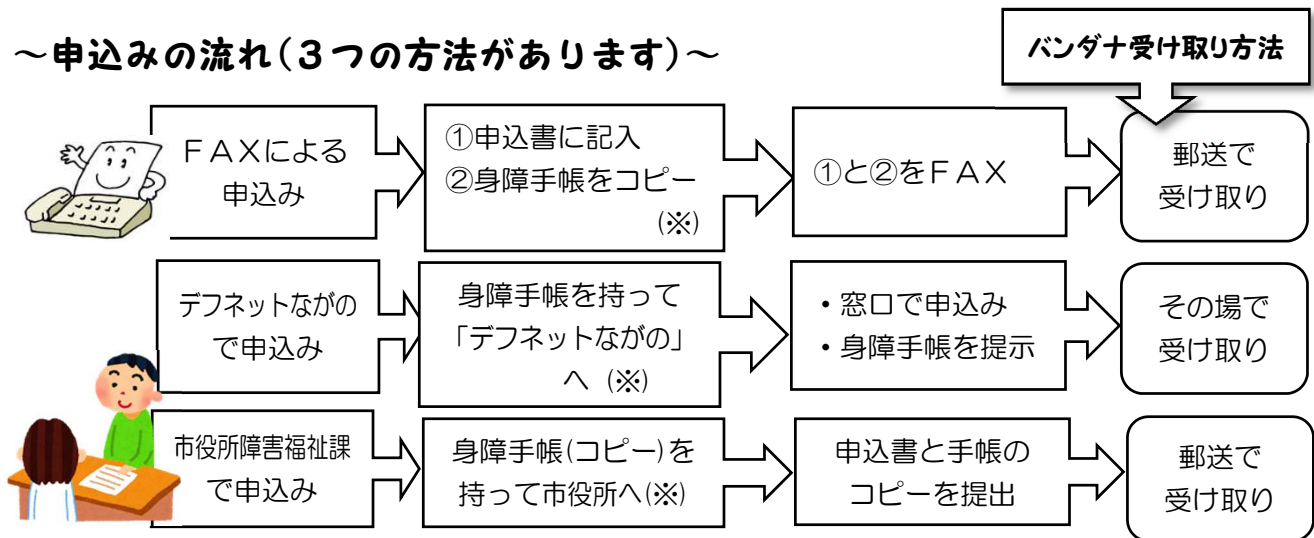 ～申込みの流れ(３つの方法があります)～
バンダナ受け取り方法
ＦＡＸによる
申込み
①申込書に記入
②身障手帳をコピー
(※)
①と②をＦＡＸ
郵送で
受け取り
デフネットながの
で申込み
身障手帳を持って
「デフネットながの」
へ (※)
・窓口で申込み
・身障手帳を提示
その場で
受け取り
市役所障害福祉課
で申込み
身障手帳(コピー)を
持って市役所へ(※)
申込書と手帳の
コピーを提出
郵送で
受け取り